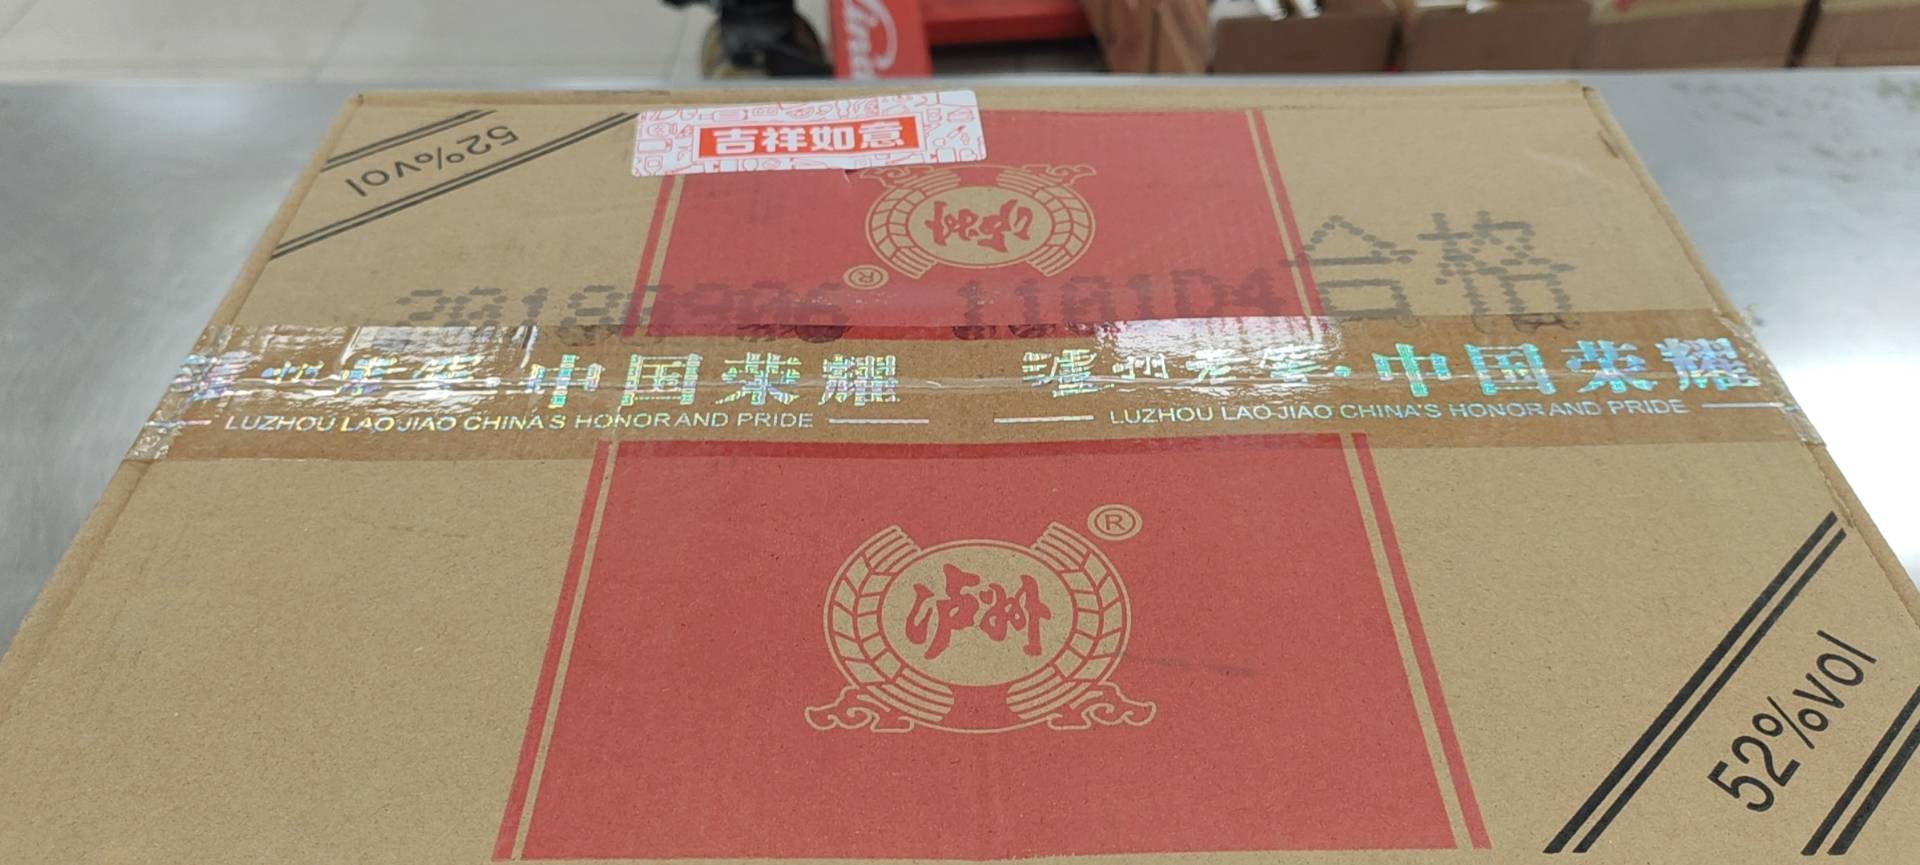 52%vol
吉祥如意
®
合格
泸州老窖·中国荣耀
泸州老窖·中国荣耀
LUZHOU LAOJIAO CHINA'S HONOR AND PRIDE
LUZHOU LAOJIAO CHINA'S HONOR AND PRIDE
®
泸州
52%vol